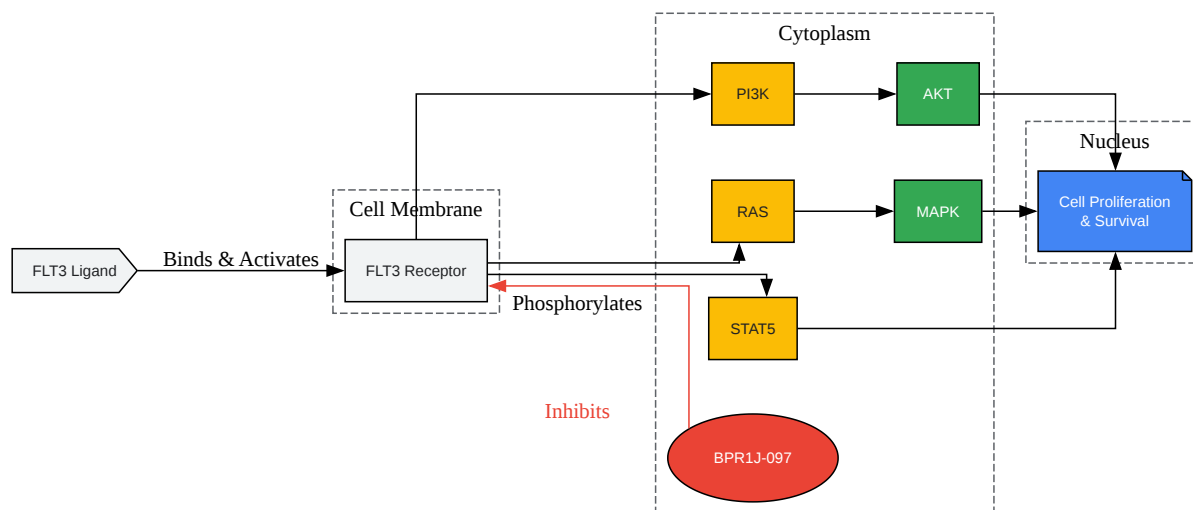 Cytoplasm
PI3K
AKT
Nucleus
Cell Membrane
RAS
MAPK
Cell Proliferation
& Survival
FLT3 Ligand
Binds & Activates
FLT3 Receptor
Phosphorylates
STAT5
Inhibits
BPR1J-097